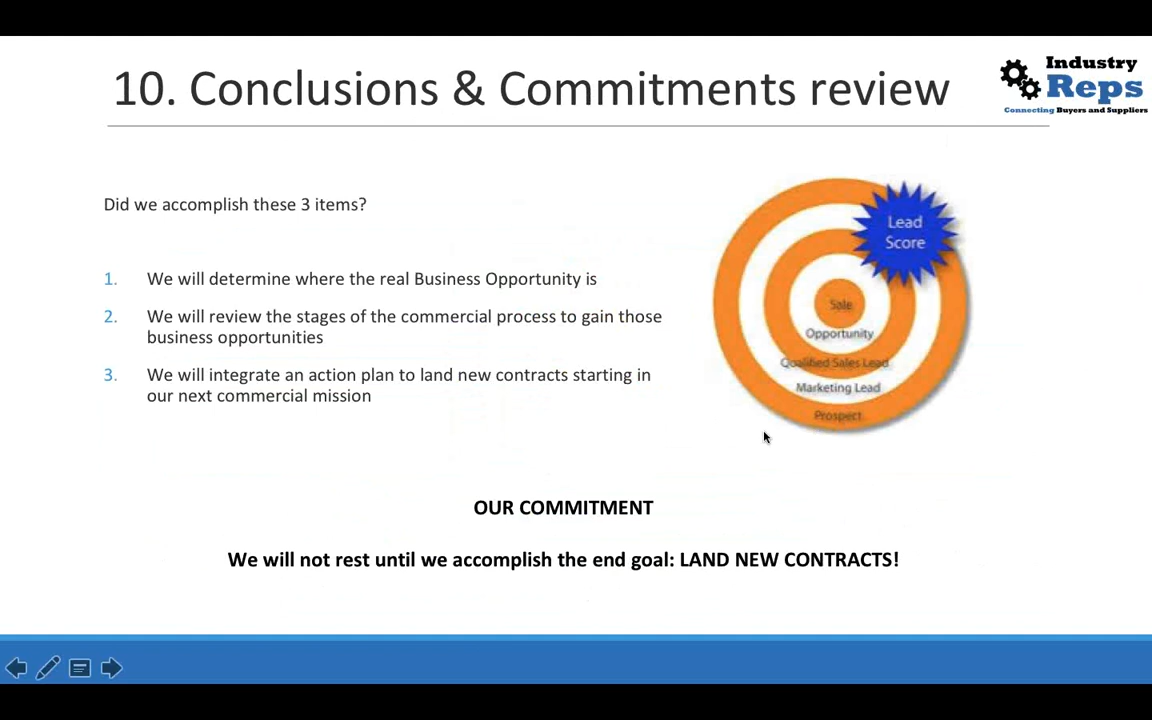 10. Conclusions & Commitments review
Industry
Reps
Connecting Buyers and Suppliers
Did we accomplish these 3 items?
1. We will determine where the real Business Opportunity is
2. We will review the stages of the commercial process to gain those
business opportunities
3. We will integrate an action plan to land new contracts starting in
our next commercial mission
Lead
Score
Sale
Opportunity
Qualified Sales Lead
Marketing Lead
Prospect
OUR COMMITMENT
We will not rest until we accomplish the end goal: LAND NEW CONTRACTS!